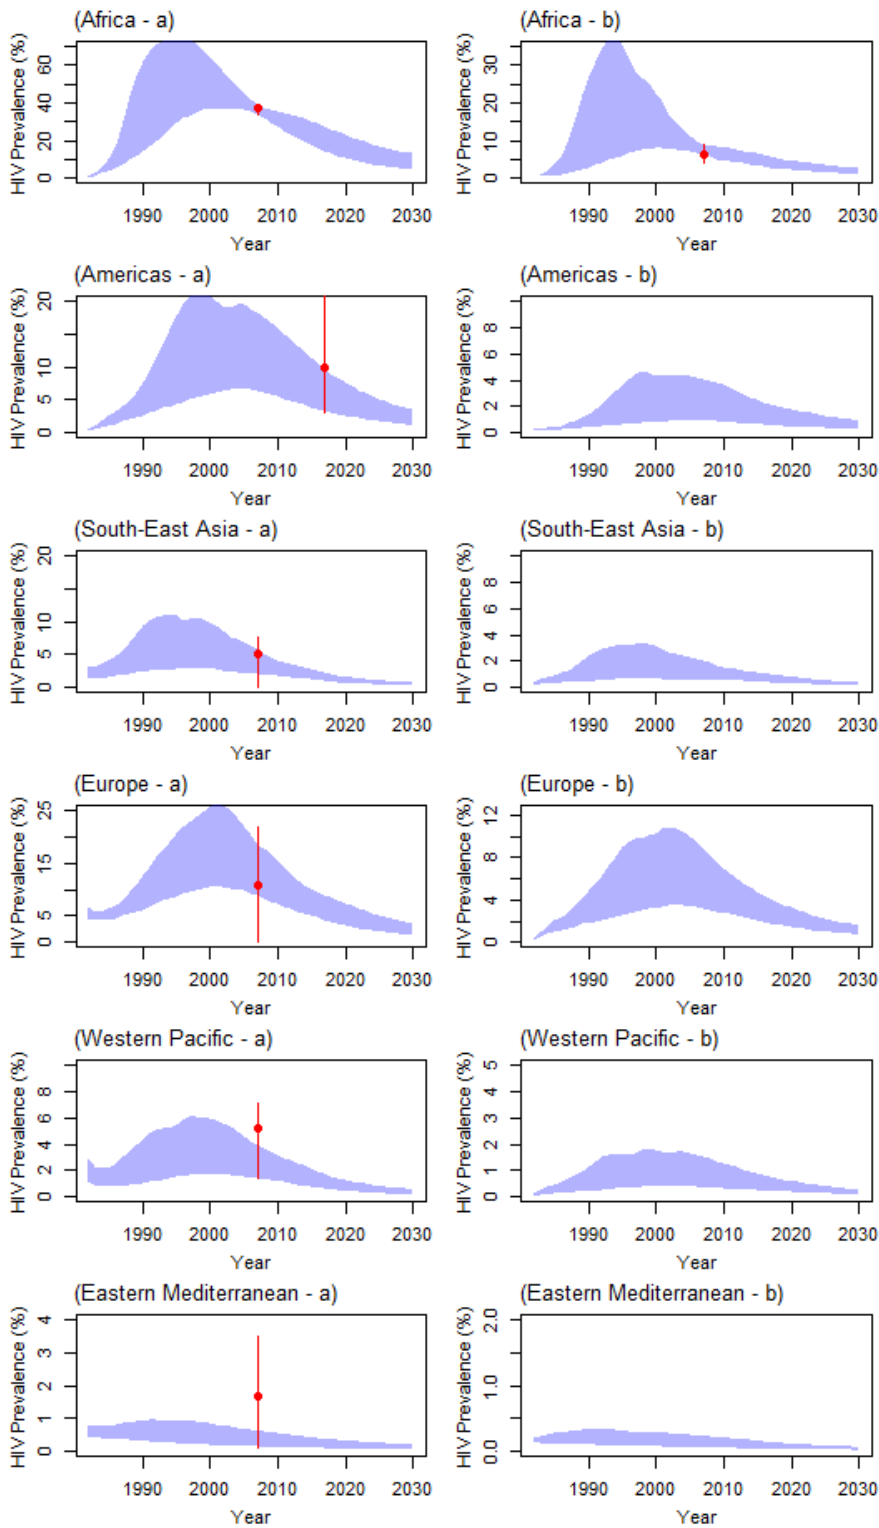 (Africa - a)
HIV Prevalence (%)
0 20 40 60
1990 2000 2010 2020 2030
Year
(Africa - b)
HIV Prevalence (%)
0 10 20 30
1990 2000 2010 2020 2030
Year
(Americas - a)
HIV Prevalence (%)
0 5 10 20
1990 2000 2010 2020 2030
Year
(Americas - b)
HIV Prevalence (%)
0 2 4 6 8
1990 2000 2010 2020 2030
Year
(South-East Asia - a)
HIV Prevalence (%)
0 5 10 20
1990 2000 2010 2020 2030
Year
(South-East Asia - b)
HIV Prevalence (%)
0 2 4 6 8
1990 2000 2010 2020 2030
Year
(Europe - a)
HIV Prevalence (%)
0 5 15 25
1990 2000 2010 2020 2030
Year
(Europe - b)
HIV Prevalence (%)
0 4 8 12
1990 2000 2010 2020 2030
Year
(Western Pacific - a)
HIV Prevalence (%)
0 2 4 6 8
1990 2000 2010 2020 2030
Year
(Western Pacific - b)
HIV Prevalence (%)
0 1 2 3 4 5
1990 2000 2010 2020 2030
Year
(Eastern Mediterranean - a)
HIV Prevalence (%)
0 1 2 3 4
1990 2000 2010 2020 2030
Year
(Eastern Mediterranean - b)
HIV Prevalence (%)
0.0 1.0 2.0
1990 2000 2010 2020 2030
Year